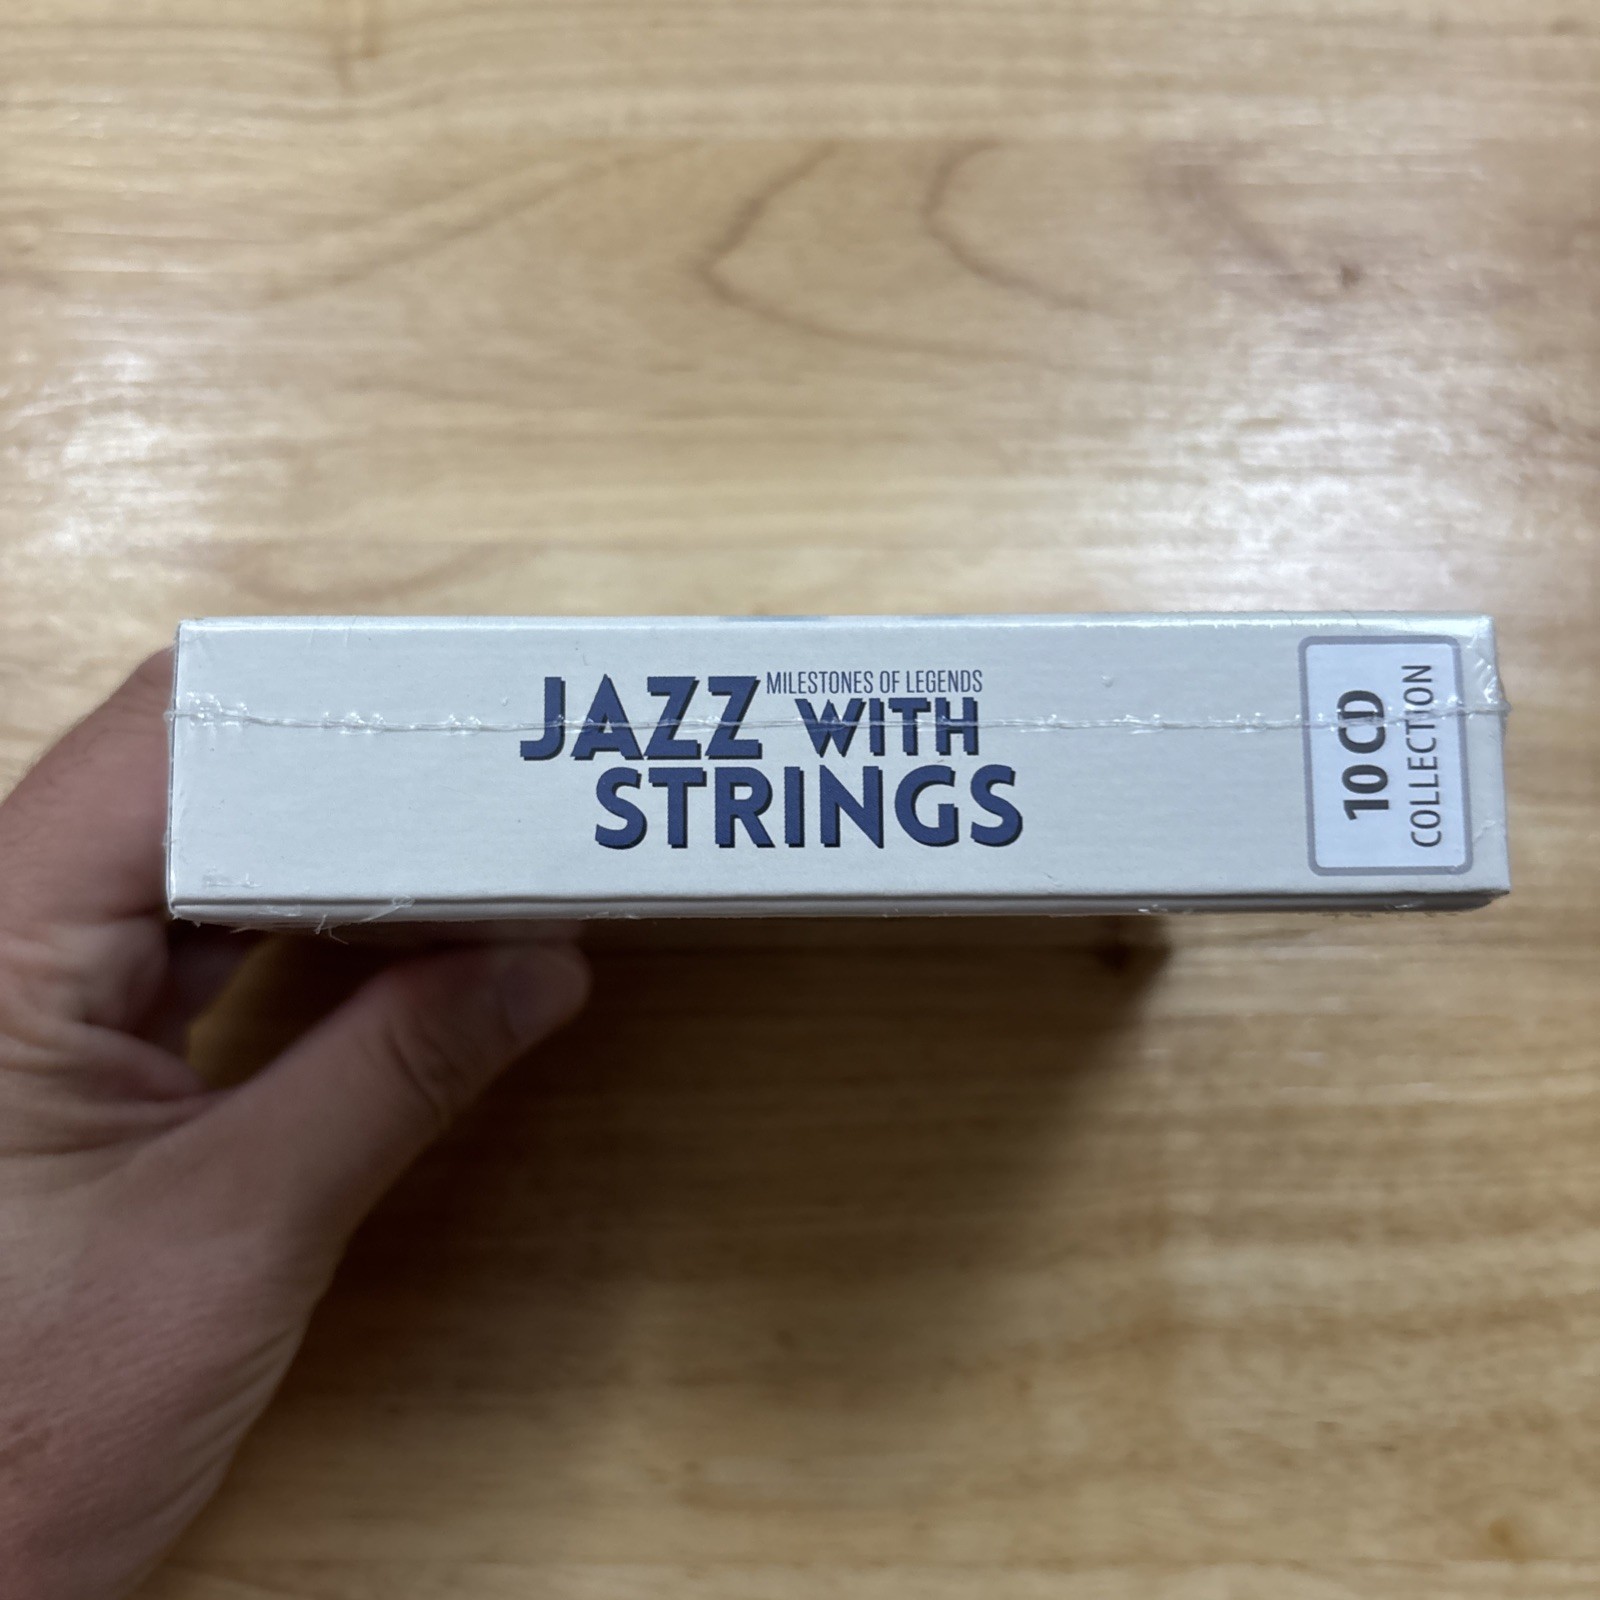 MILESTONES OF LEGENDS
JAZZ WITH
STRINGS
10 CD
COLLECTION